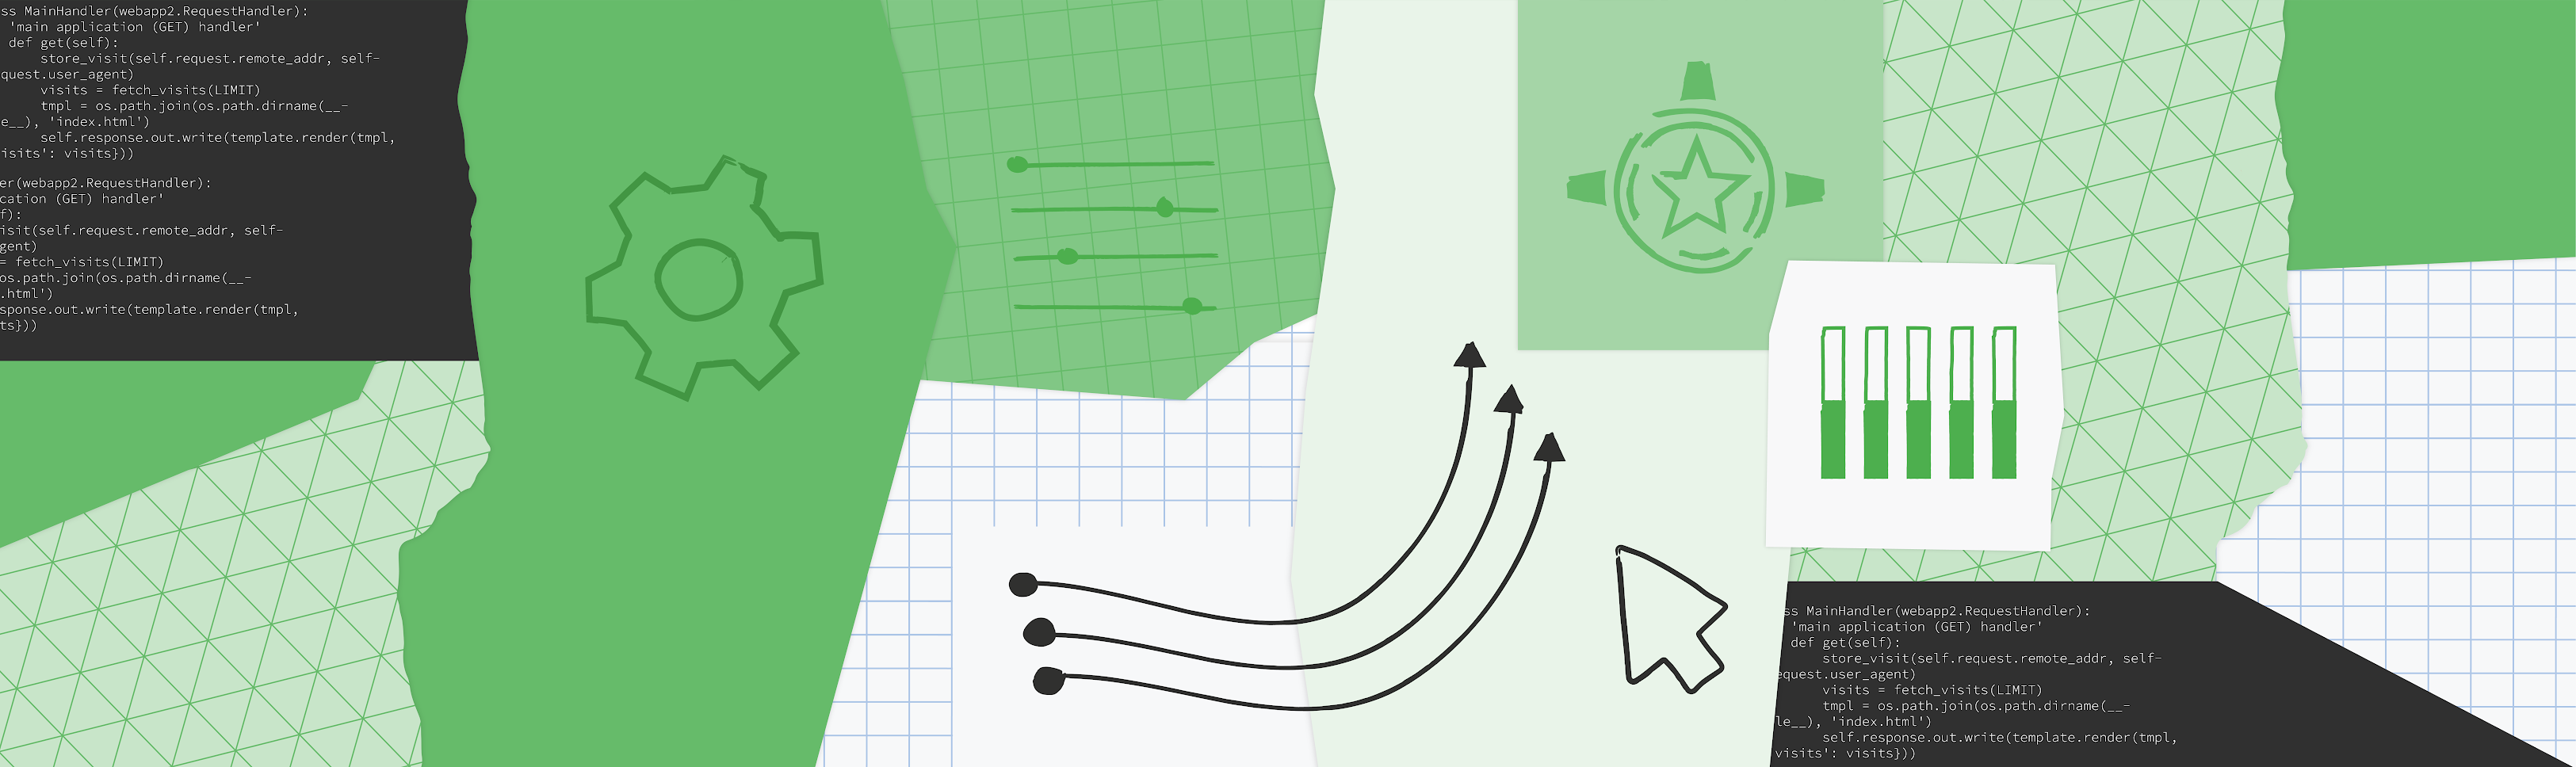 ss MainHandler(webapp2.RequestHandler):
'main application (GET) handler'
def get(self):
store_visit(self.request.remote_addr, self-
quest.user_agent)
visits = fetch_visits(LIMIT)
tmpl = os.path.join(os.path.dirname(__-
e__), 'index.html')
self.response.out.write(template.render(tmpl,
isits': visits}))
er(webapp2.RequestHandler):
cation (GET) handler'
f):
isit(self.request.remote_addr, self-
gent)
= fetch_visits(LIMIT)
os.path.join(os.path.dirname(__-
.html')
sponse.out.write(template.render(tmpl,
ts}))
ss MainHandler(webapp2.RequestHandler):
'main application (GET) handler'
def get(self):
store_visit(self.request.remote_addr, self-
equest.user_agent)
visits = fetch_visits(LIMIT)
tmpl = os.path.join(os.path.dirname(__-
le__), 'index.html')
self.response.out.write(template.render(tmpl,
visits': visits}))